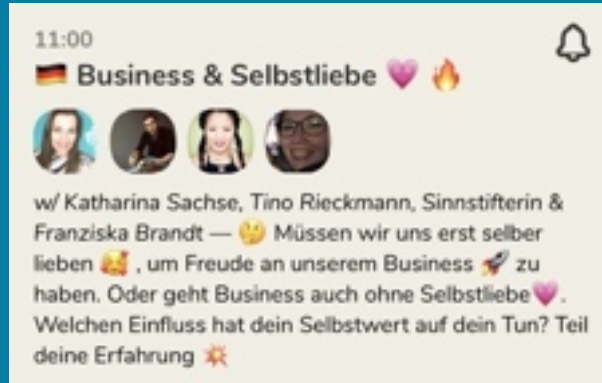 11:00
🇩🇪 Business & Selbstliebe 💗 🔥
w/ Katharina Sachse, Tino Rieckmann, Sinnstifterin &
Franziska Brandt — 🤔 Müssen wir uns erst selber
lieben 🥰 , um Freude an unserem Business 🚀 zu
haben. Oder geht Business auch ohne Selbstliebe💗.
Welchen Einfluss hat dein Selbstwert auf dein Tun? Teil
deine Erfahrung 💥